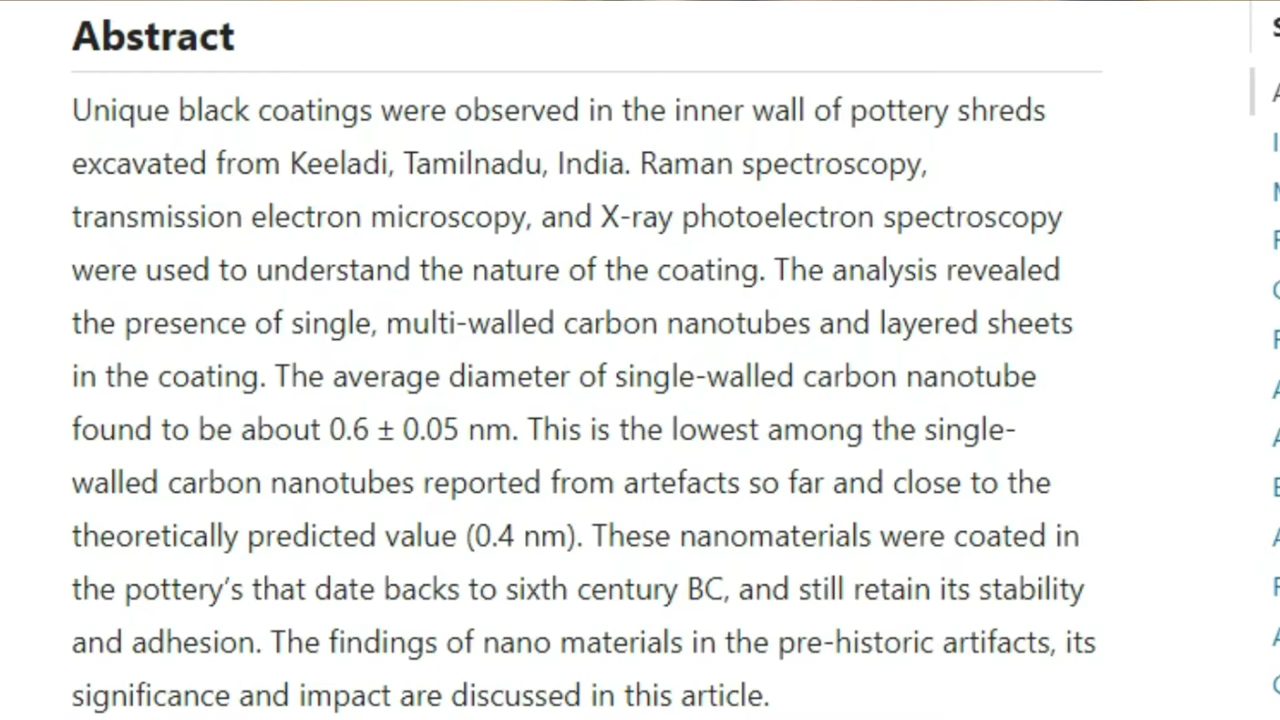 Abstract
Unique black coatings were observed in the inner wall of pottery shreds
excavated from Keeladi, Tamilnadu, India. Raman spectroscopy,
transmission electron microscopy, and X-ray photoelectron spectroscopy
were used to understand the nature of the coating. The analysis revealed
the presence of single, multi-walled carbon nanotubes and layered sheets
in the coating. The average diameter of single-walled carbon nanotube
found to be about 0.6 ± 0.05 nm. This is the lowest among the single-
walled carbon nanotubes reported from artefacts so far and close to the
theoretically predicted value (0.4 nm). These nanomaterials were coated in
the pottery’s that date backs to sixth century BC, and still retain its stability
and adhesion. The findings of nano materials in the pre-historic artifacts, its
significance and impact are discussed in this article.